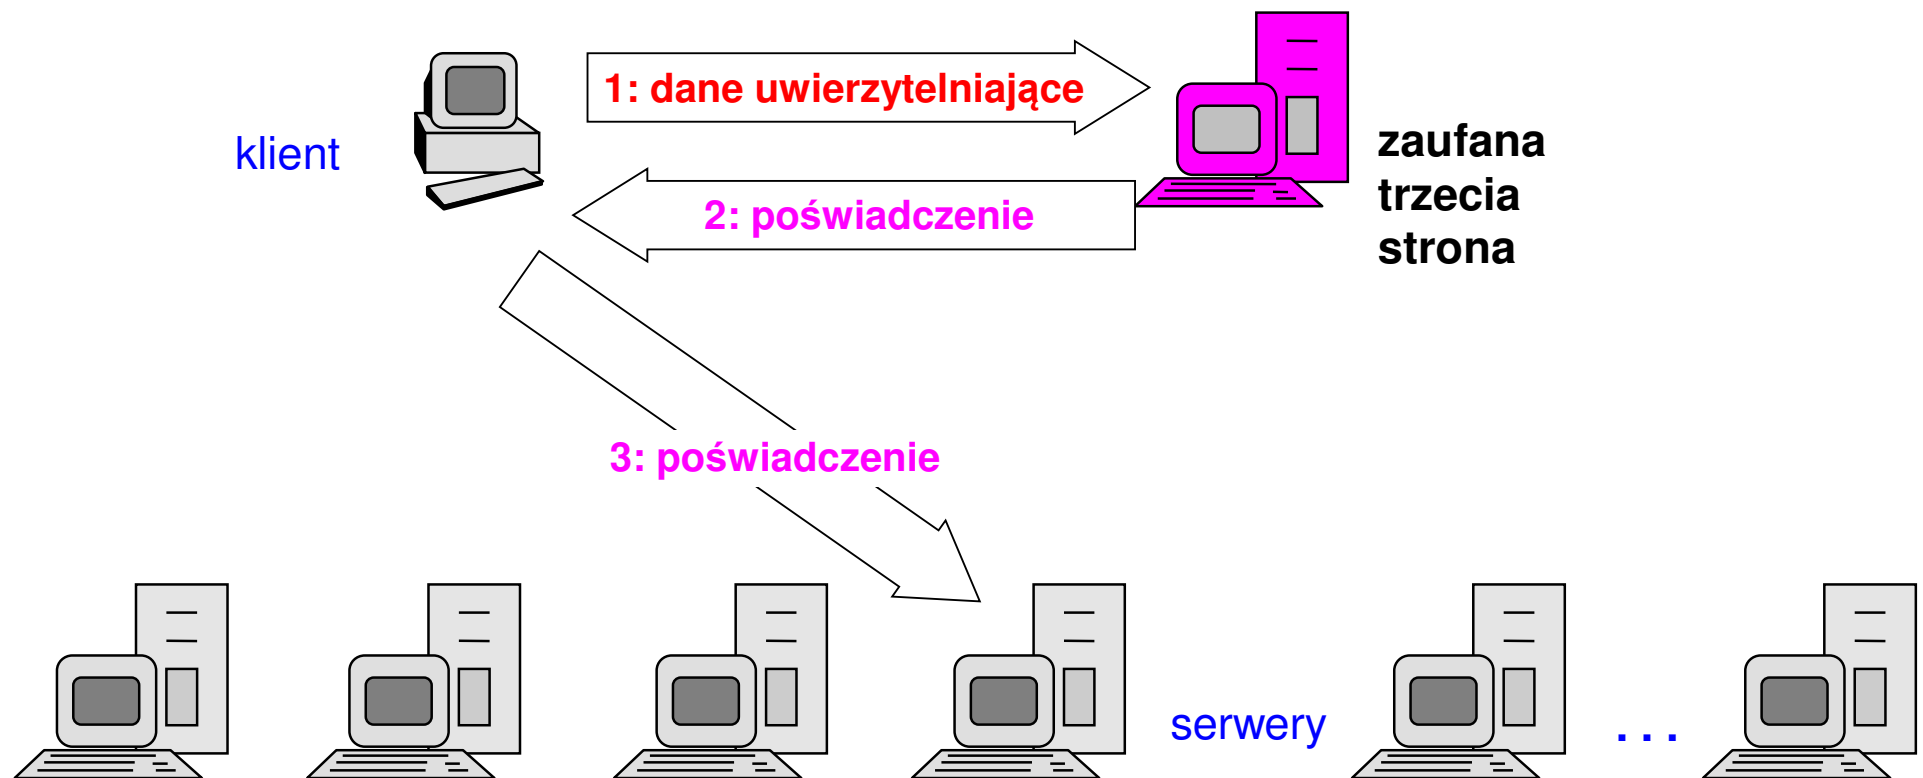 1: dane uwierzytelniające
klient
zaufana
trzecia
strona
2: poświadczenie
3: poświadczenie
serwery
. . .